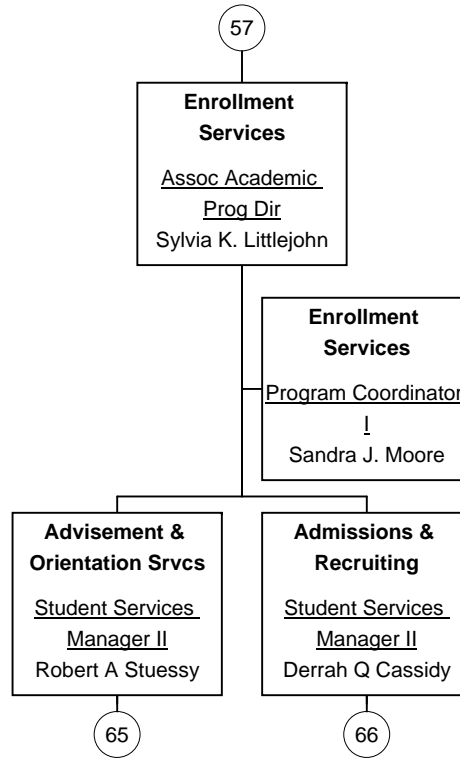 57
Enrollment
Services
Assoc Academic
Prog Dir
Sylvia K. Littlejohn
Enrollment
Services
Program Coordinator
I
Sandra J. Moore
Advisement &
Orientation Srvcs
Student Services
Manager II
Robert A Stuessy
Admissions &
Recruiting
Student Services
Manager II
Derrah Q Cassidy
65
66